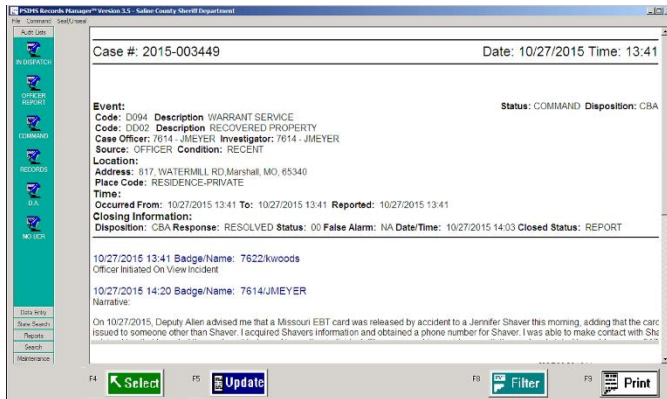 PSIMS Records Manager™ Version 3.5 - Saline County Sheriff Department
File Command Seal/Unseal
Audit Lists
IN DISPATCH
OFFICER REPORT
COMMAND
RECORDS
D.A.
MO UCR
Data Entry
State Search
Reports
Search
Maintenance
Case #: 2015-003449 Date: 10/27/2015 Time: 13:41
Event: Status: COMMAND Disposition: CBA
Code: D094 Description WARRANT SERVICE
Code: DD02 Description RECOVERED PROPERTY
Case Officer: 7614 - JMEYER Investigator: 7614 - JMEYER
Source: OFFICER Condition: RECENT
Location:
Address: 817, WATERMILL RD,Marshall, MO, 65340
Place Code: RESIDENCE-PRIVATE
Time:
Occurred From: 10/27/2015 13:41 To: 10/27/2015 13:41 Reported: 10/27/2015 13:41
Closing Information:
Disposition: CBA Response: RESOLVED Status: 00 False Alarm: NA Date/Time: 10/27/2015 14:03 Closed Status: REPORT
10/27/2015 13:41 Badge/Name: 7622/kwoods
Officer Initiated On View Incident
10/27/2015 14:20 Badge/Name: 7614/JMEYER
Narrative:
On 10/27/2015, Deputy Allen advised me that a Missouri EBT card was released by accident to a Jennifer Shaver this morning, adding that the card
issued to someone other than Shaver. I acquired Shavers information and obtained a phone number for Shaver. I was able to make contact with Sha
F4 Select F5 Update F8 Filter F9 Print